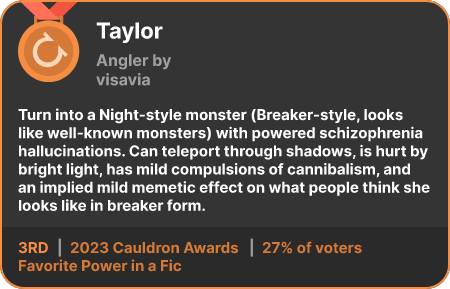 Taylor
Angler by
visavia
Turn into a Night-style monster (Breaker-style, looks
like well-known monsters) with powered schizophrenia
hallucinations. Can teleport through shadows, is hurt by
bright light, has mild compulsions of cannibalism, and
an implied mild memetic effect on what people think she
looks like in breaker form.
3RD | 2023 Cauldron Awards | 27% of voters
Favorite Power in a Fic